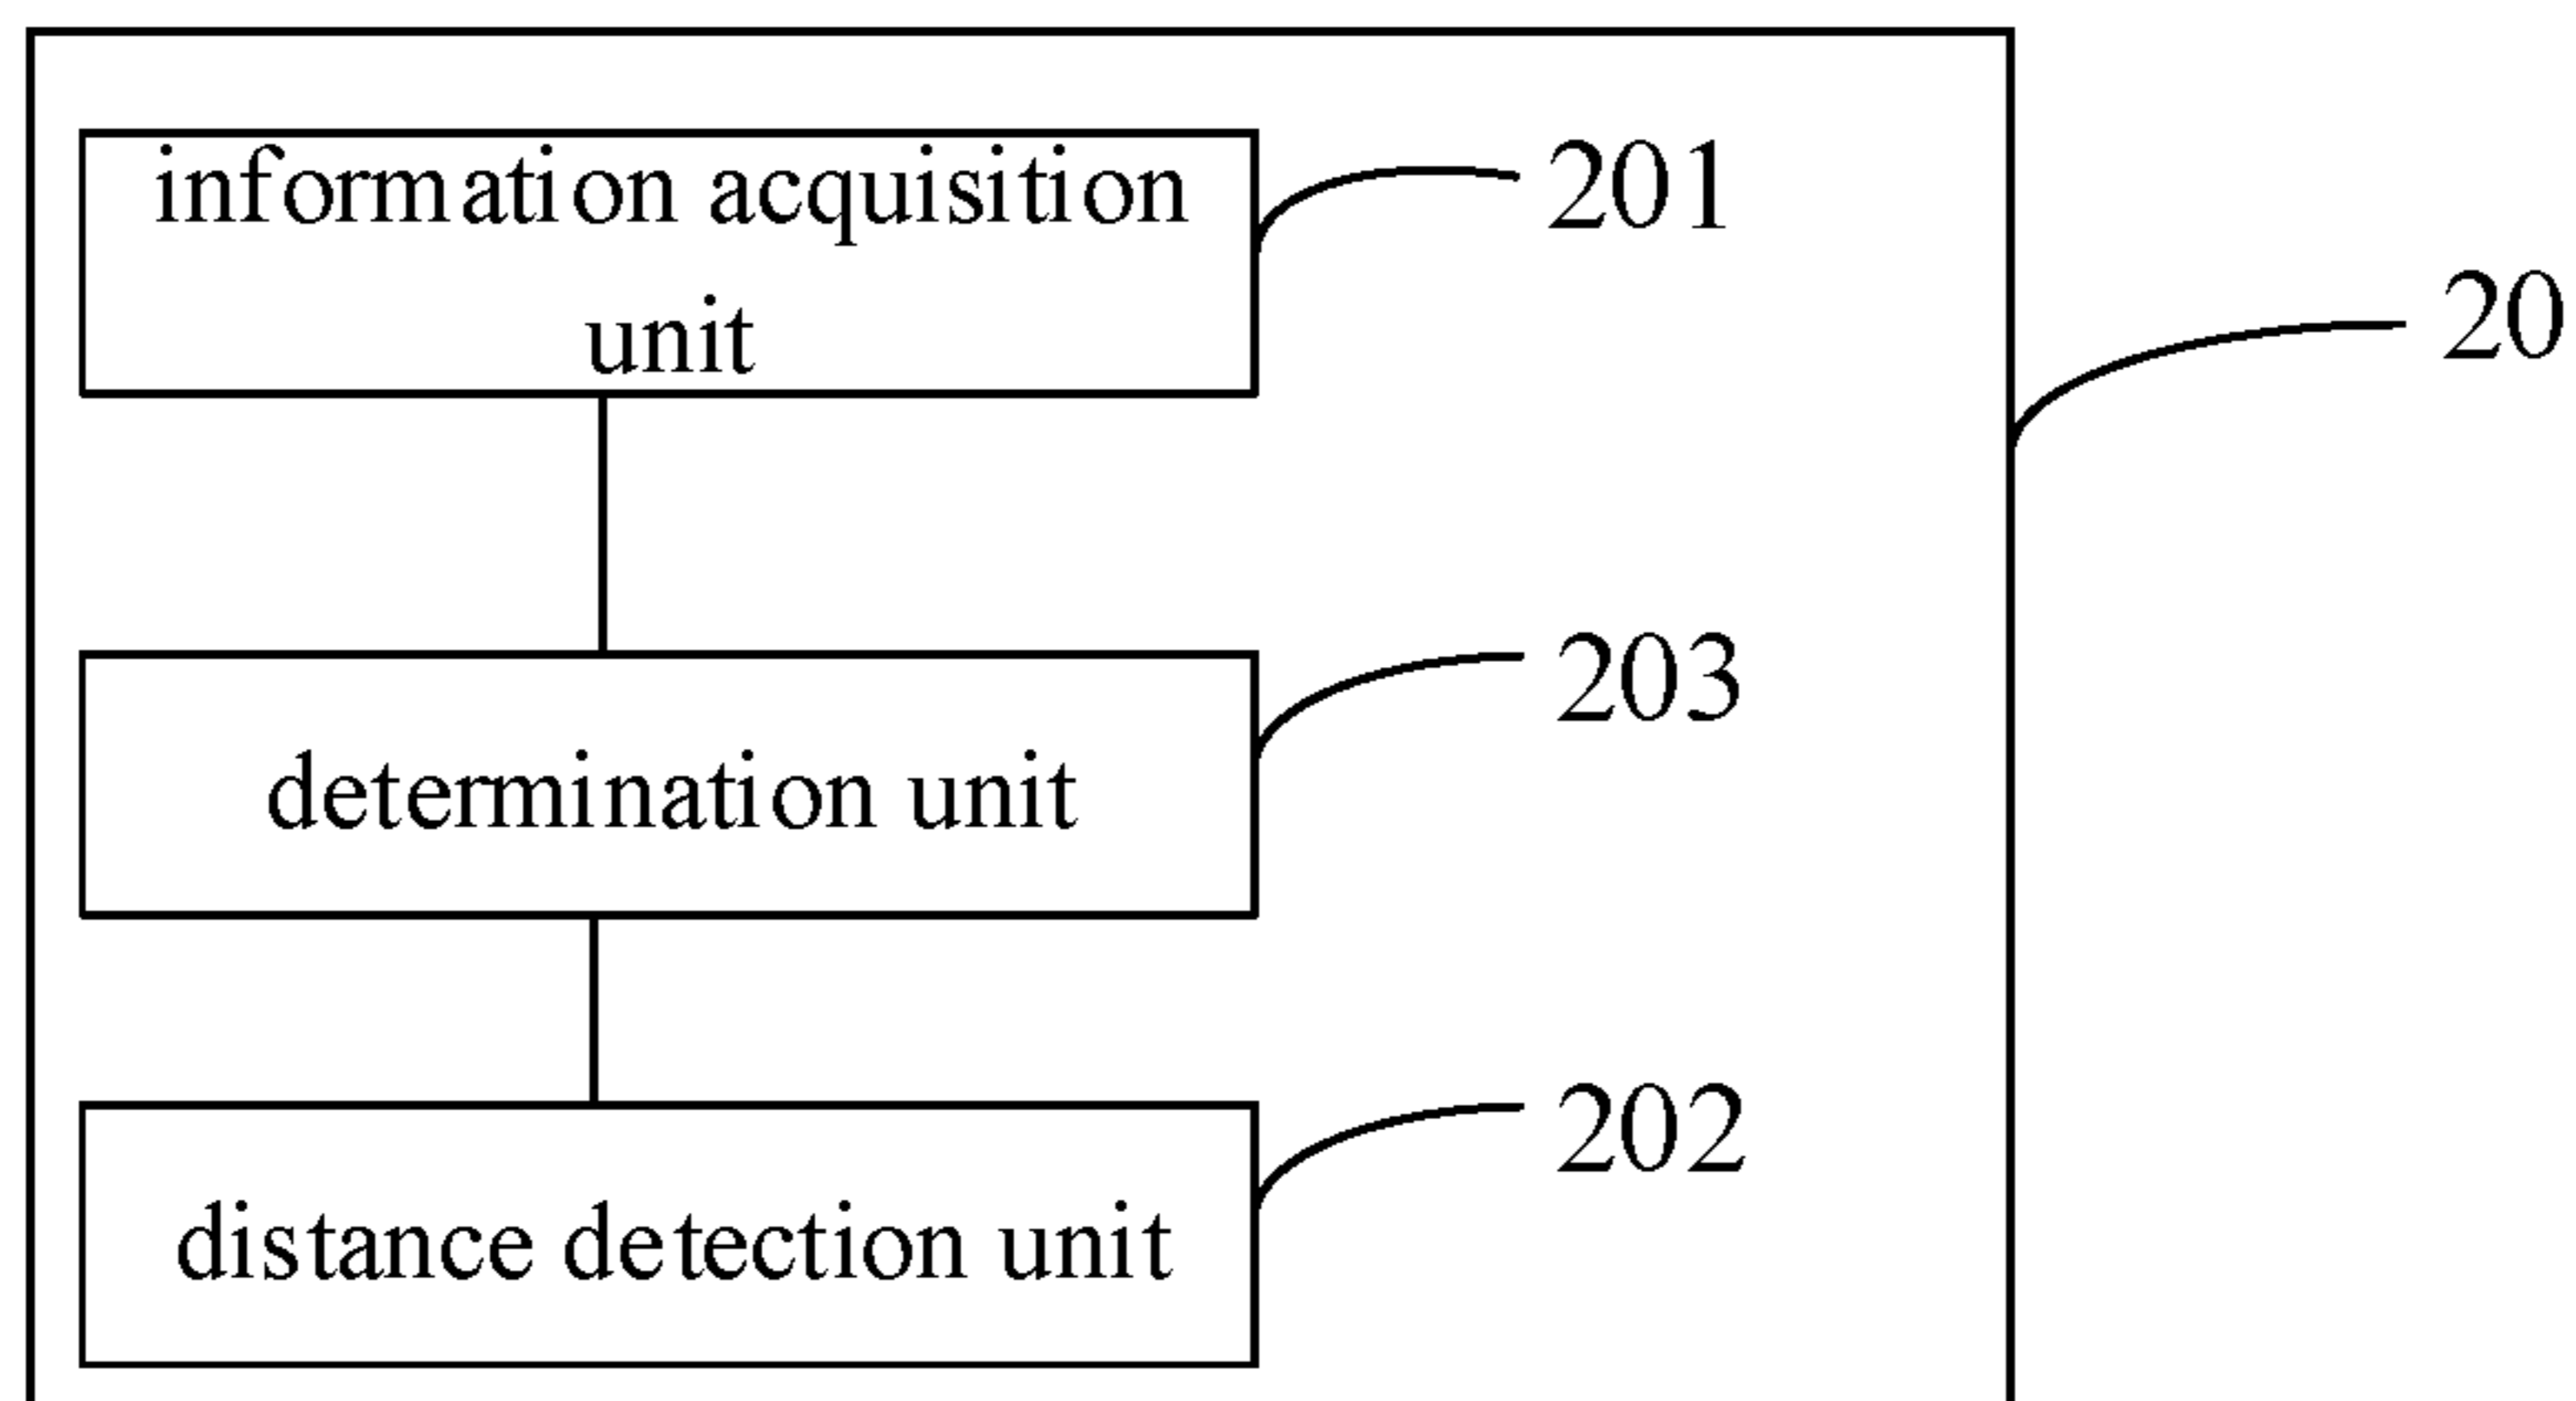 information acquisition
unit
201
20
determination unit
203
distance detection unit
202